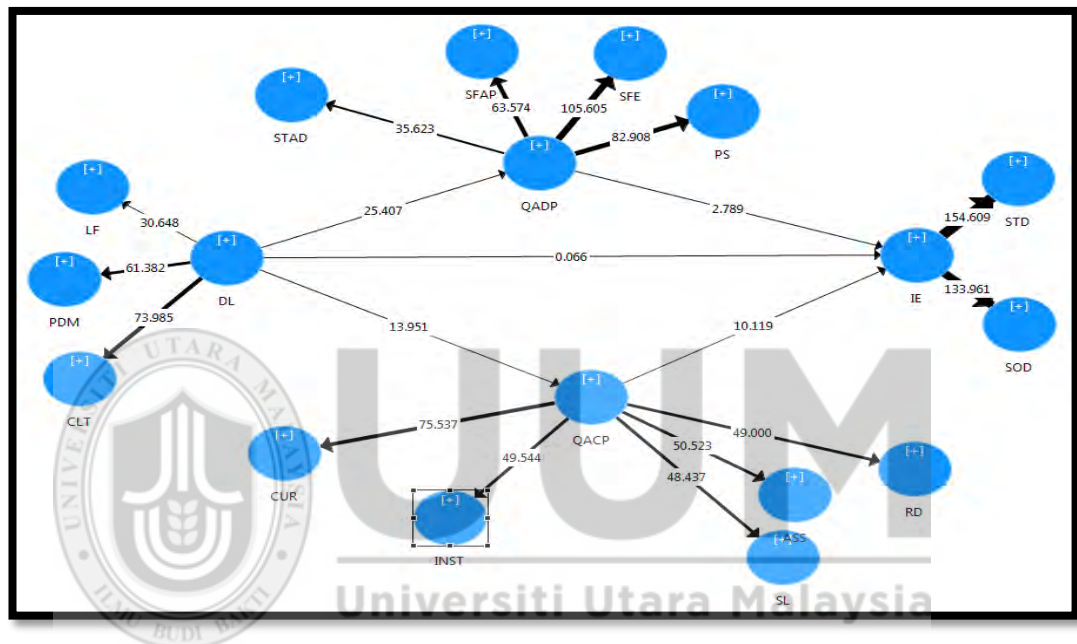 [+]
SFAP
[+]
SFE
[+]
STAD
[+]
PS
63.574
105.605
35.623
82.908
[+]
QADP
[+]
LF
[+]
STD
30.648
25.407
2.789
154.609
[+]
DL
0.066
[+]
IE
[+]
PDM
61.382
133.961
[+]
SOD
73.985
13.951
10.119
[+]
CLT
[+]
QACP
75.537
49.544
50.523
48.437
49.000
[+]
CUR
[+]
INST
[+]
ASS
[+]
RD
[+]
SL
UNIVERSITI UTARA MALAYSIA
ILMU BUDI BAKTI
UUM
Universiti Utara Malaysia